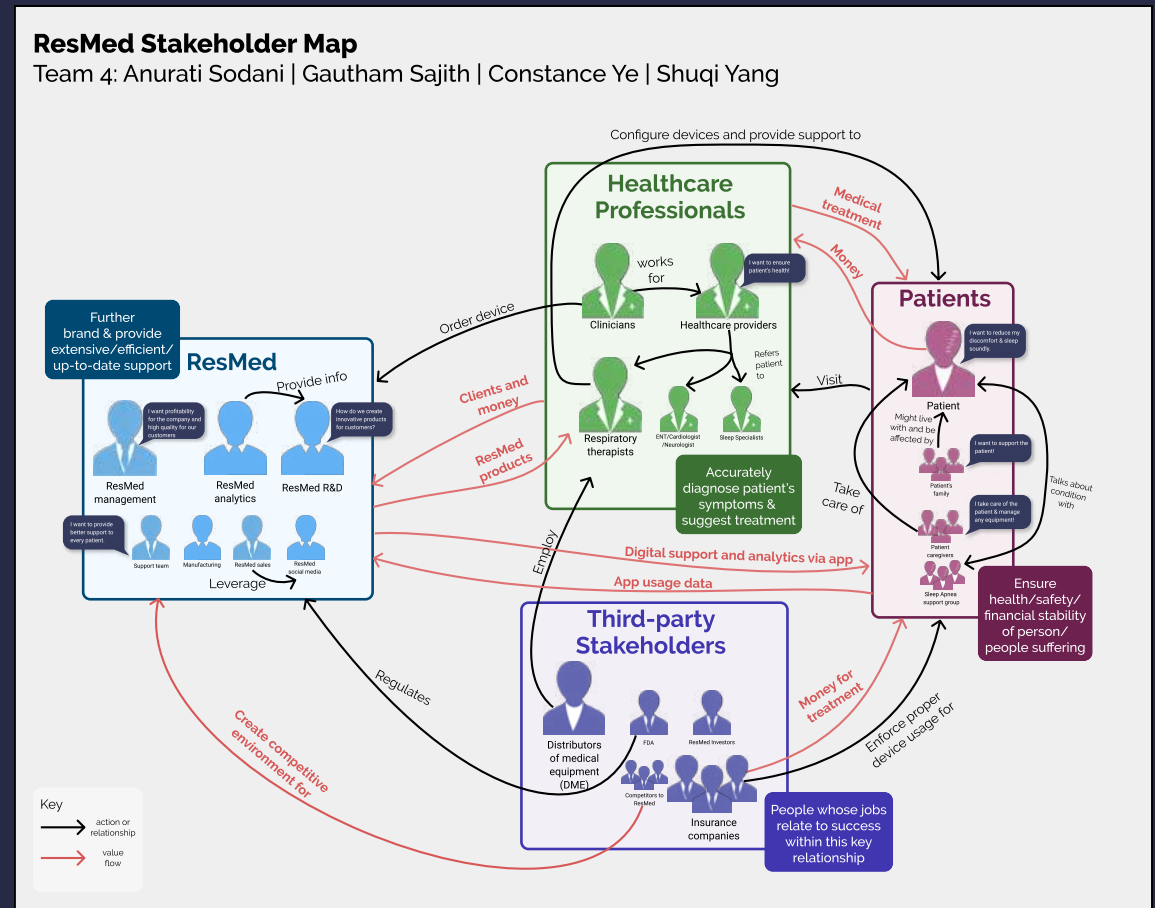 ResMed Stakeholder Map
Team 4: Anurati Sodani | Gautham Sajith | Constance Ye | Shuqi Yang
Configure devices and provide support to
Healthcare
Professionals
works
for
I want to ensure
patient's health!
Clinicians
Healthcare providers
Refers
patient
to
Respiratory
therapists
ENT/Cardiologist
/Neurologist
Sleep Specialists
Accurately
diagnose patient's
symptoms &
suggest treatment
Medical
treatment
Money
Order device
Clients and
money
ResMed
products
Visit
Further
brand & provide
extensive/efficient/
up-to-date support
ResMed
Provide info
I want profitability
for the company and
high quality for our
customers
How do we create
innovative products
for customers?
ResMed
management
ResMed
analytics
ResMed R&D
I want to provide
better support to
every patient.
Support team
Manufacturing
ResMed sales
ResMed
social media
Leverage
Patients
I want to reduce my
discomfort & sleep
soundly.
Patient
Might live
with and be
affected by
I want to support the
patient!
Patient's
family
Take
care of
I take care of the
patient & manage
any equipment!
Patient
caregivers
Talks about
condition
with
Sleep Apnea
support group
Ensure
health/safety/
financial stability
of person/
people suffering
Digital support and analytics via app
App usage data
Employ
Third-party
Stakeholders
Distributors
of medical
equipment
(DME)
FDA
ResMed Investors
Competitors to
ResMed
Insurance
companies
People whose jobs
relate to success
within this key
relationship
Regulates
Create competitive
environment for
Money for
treatment
Enforce proper
device usage for
Key
action or
relationship
value
flow